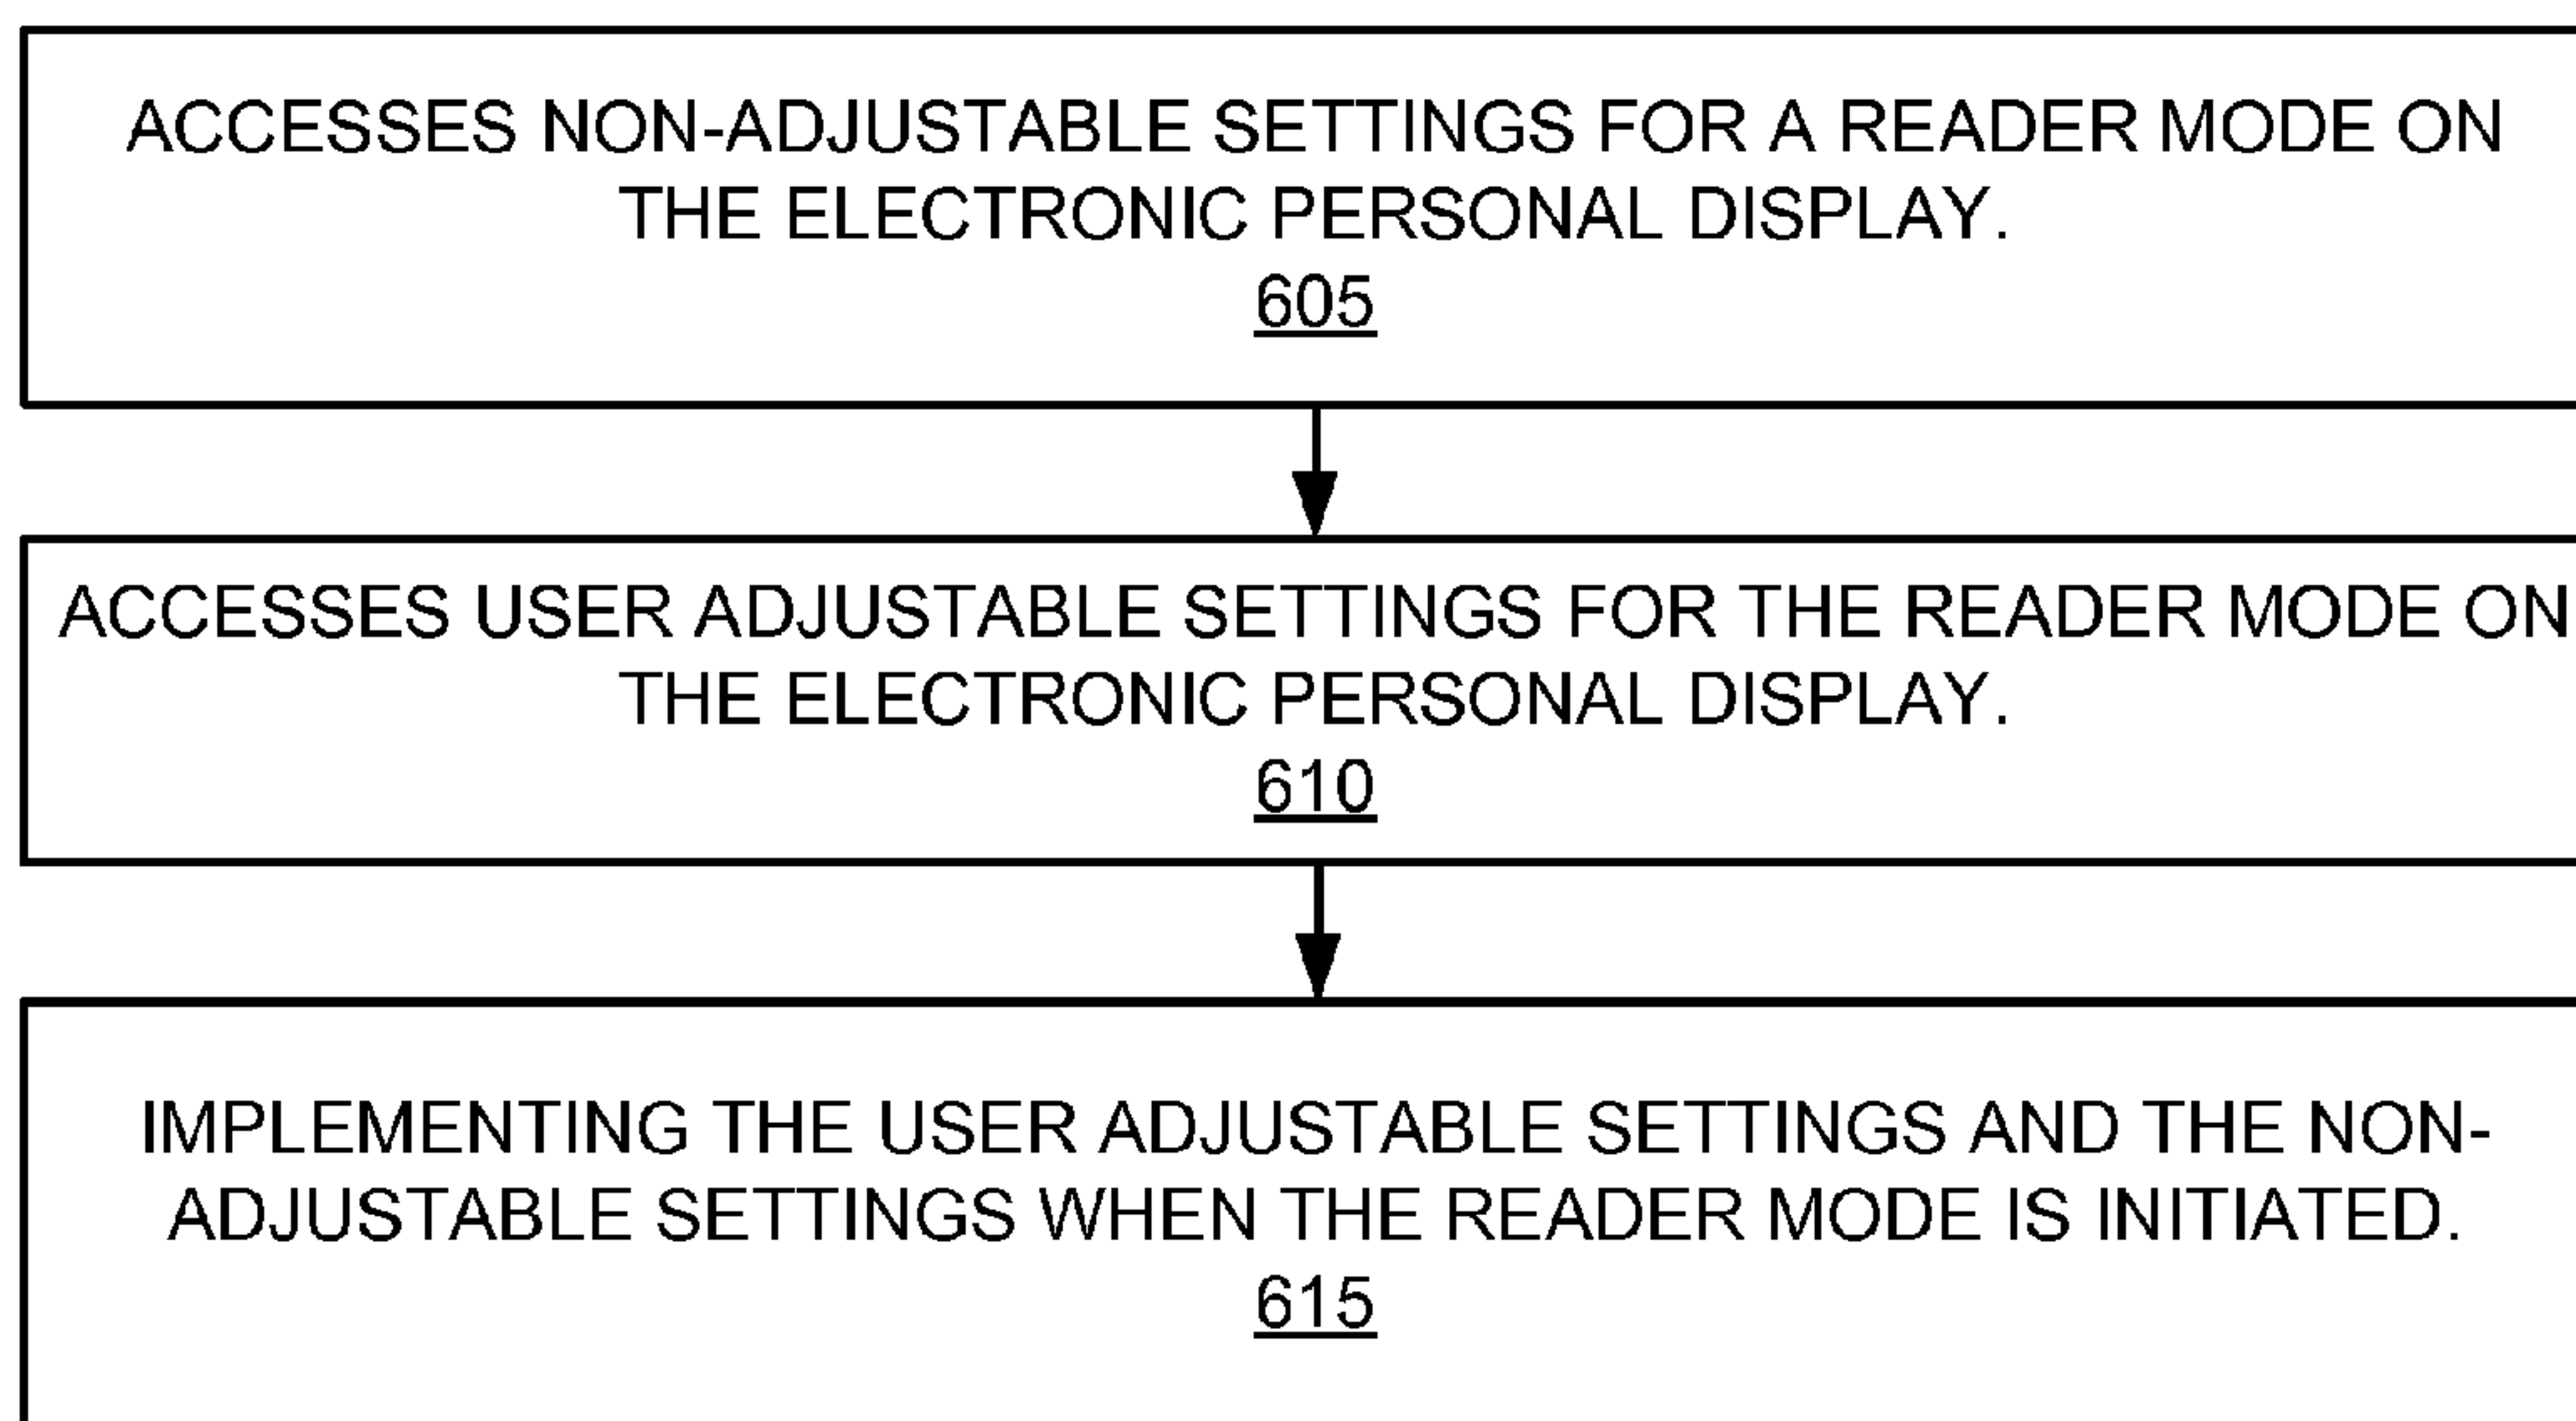 ACCESSES NON-ADJUSTABLE SETTINGS FOR A READER MODE ON
THE ELECTRONIC PERSONAL DISPLAY.
605
ACCESSES USER ADJUSTABLE SETTINGS FOR THE READER MODE ON
THE ELECTRONIC PERSONAL DISPLAY.
610
IMPLEMENTING THE USER ADJUSTABLE SETTINGS AND THE NON-
ADJUSTABLE SETTINGS WHEN THE READER MODE IS INITIATED.
615